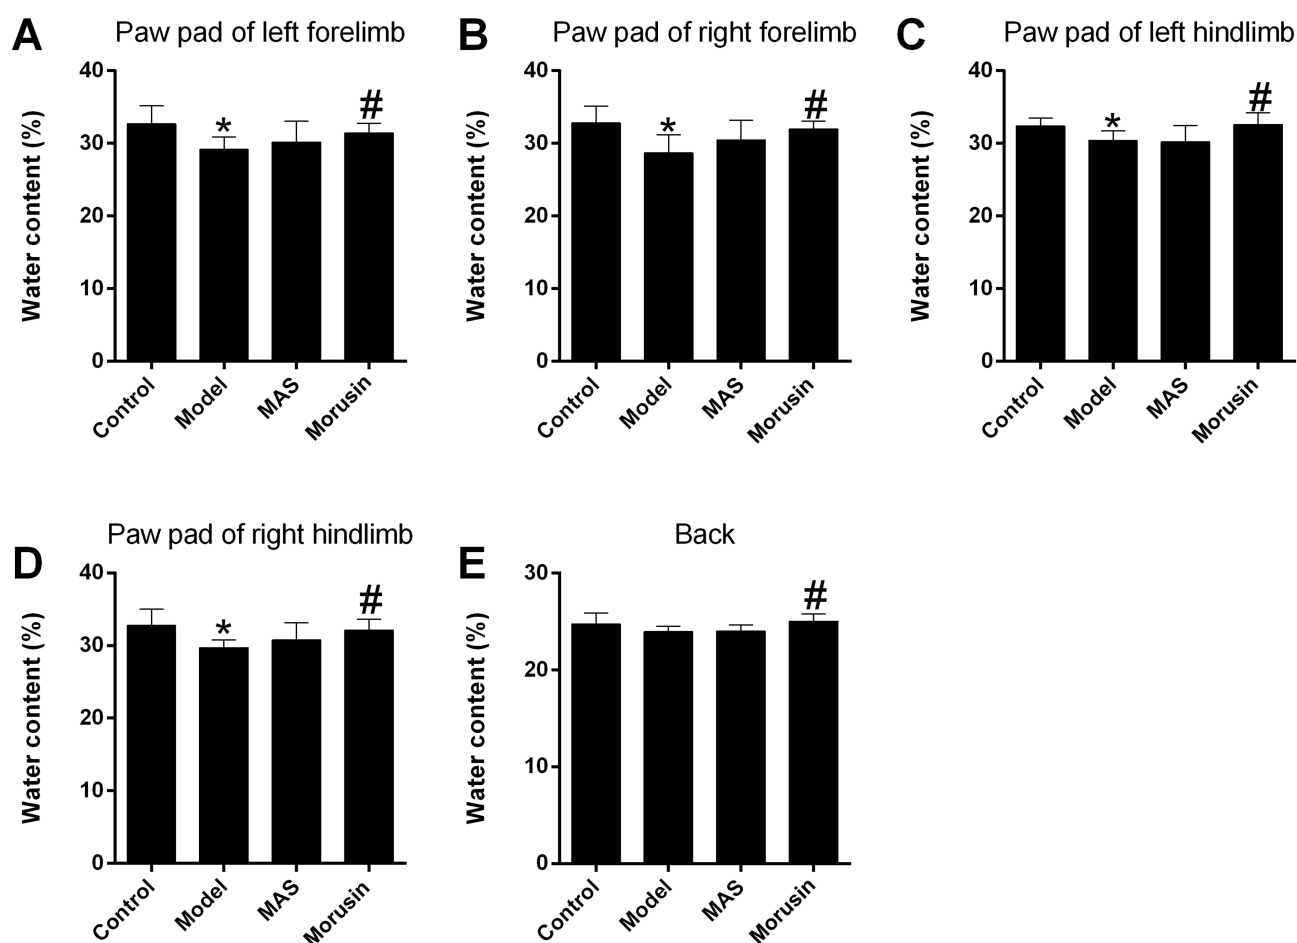 A
Paw pad of left forelimb
Water content (%)
40
30
20
10
0
*
#
Control
Model
MAS
Morusin
B
Paw pad of right forelimb
Water content (%)
40
30
20
10
0
*
#
Control
Model
MAS
Morusin
C
Paw pad of left hindlimb
Water content (%)
40
30
20
10
0
*
#
Control
Model
MAS
Morusin
D
Paw pad of right hindlimb
Water content (%)
40
30
20
10
0
*
#
Control
Model
MAS
Morusin
E
Back
Water content (%)
30
20
10
0
#
Control
Model
MAS
Morusin